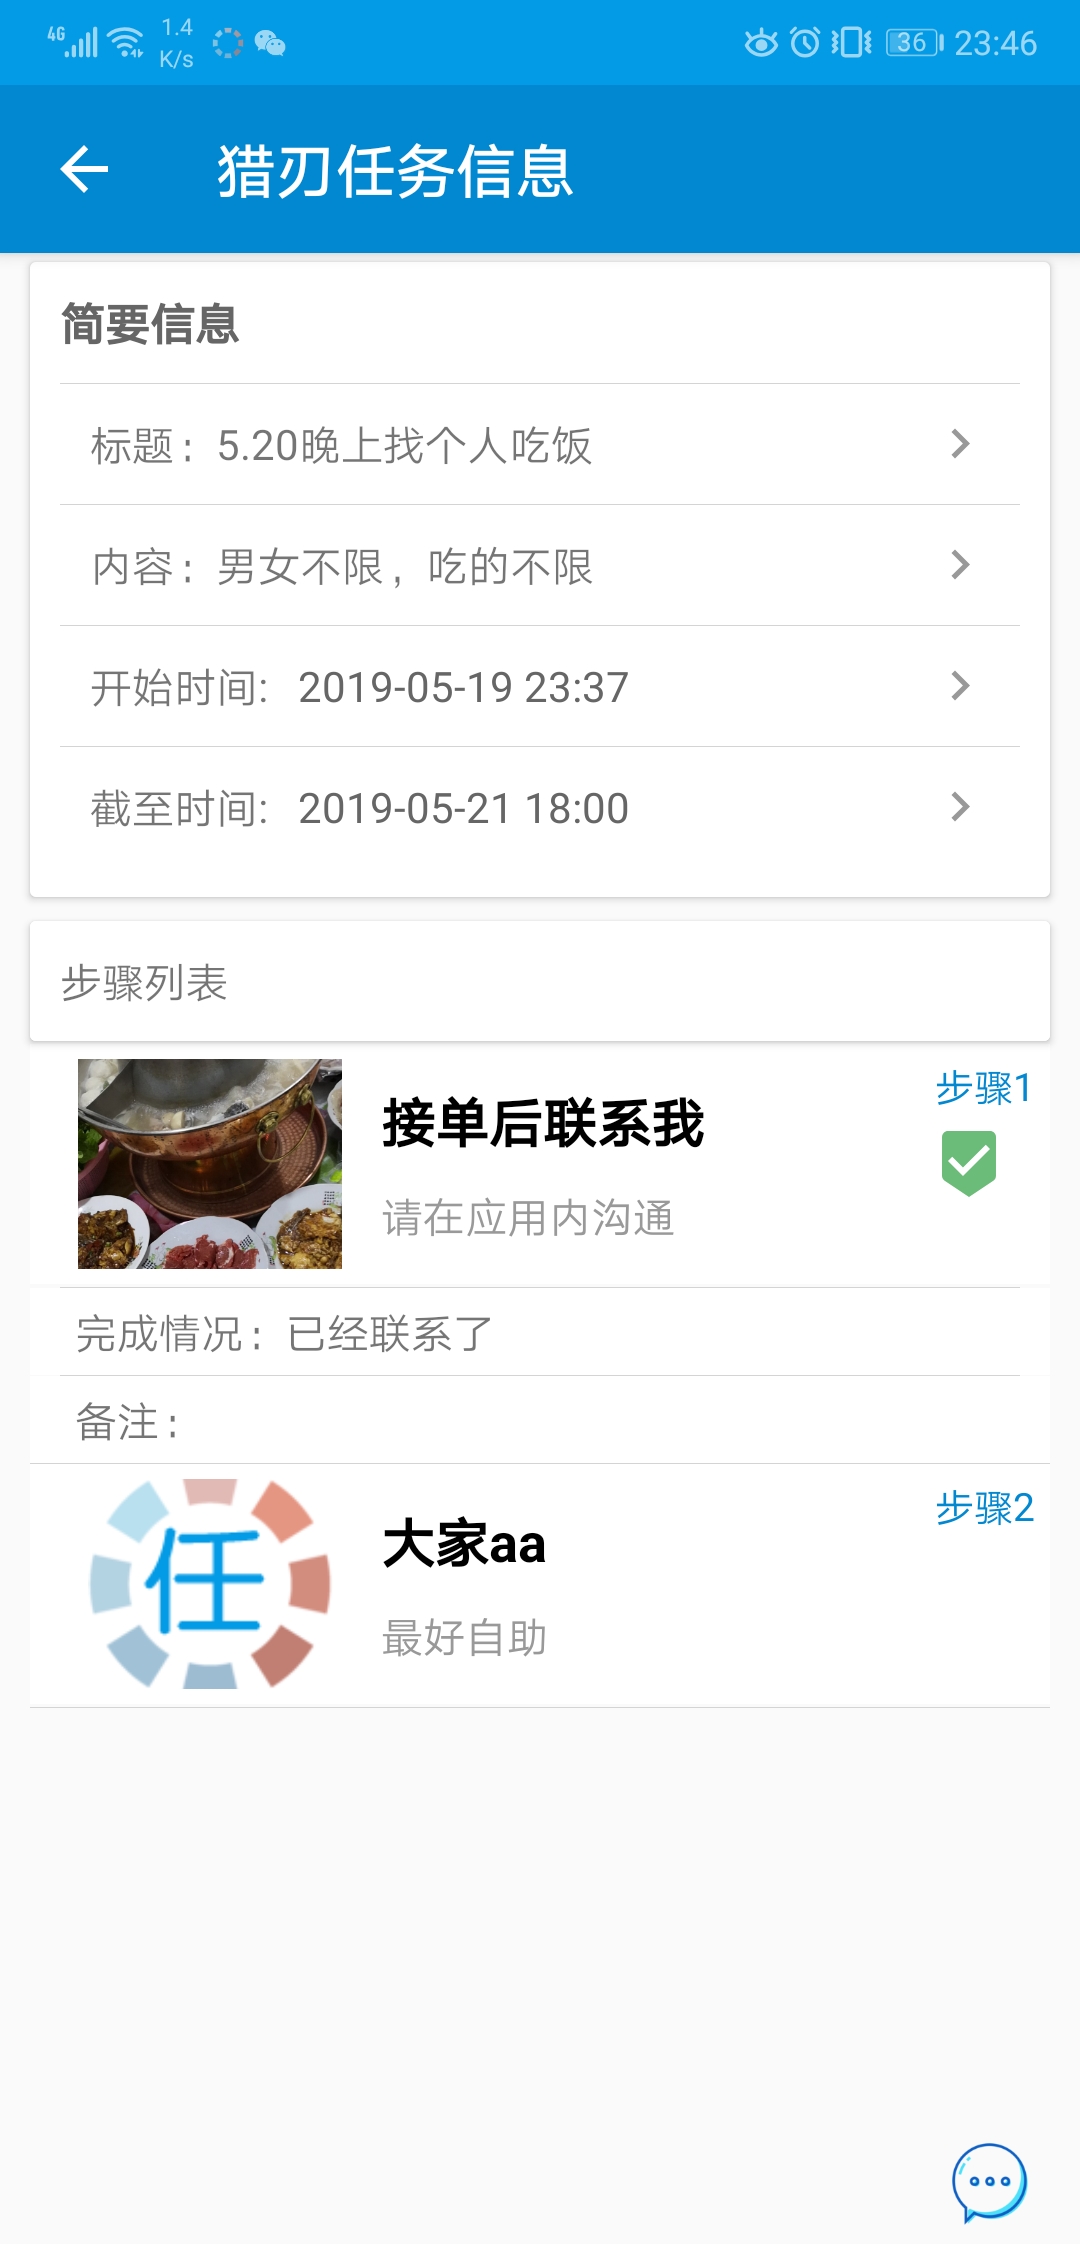 4G 1.4 K/s 36 23:46
猎刃任务信息
简要信息
标题：5.20晚上找个人吃饭
内容：男女不限，吃的不限
开始时间: 2019-05-19 23:37
截至时间: 2019-05-21 18:00
步骤列表
步骤1
接单后联系我
请在应用内沟通
完成情况：已经联系了
备注：
步骤2
任
大家aa
最好自助